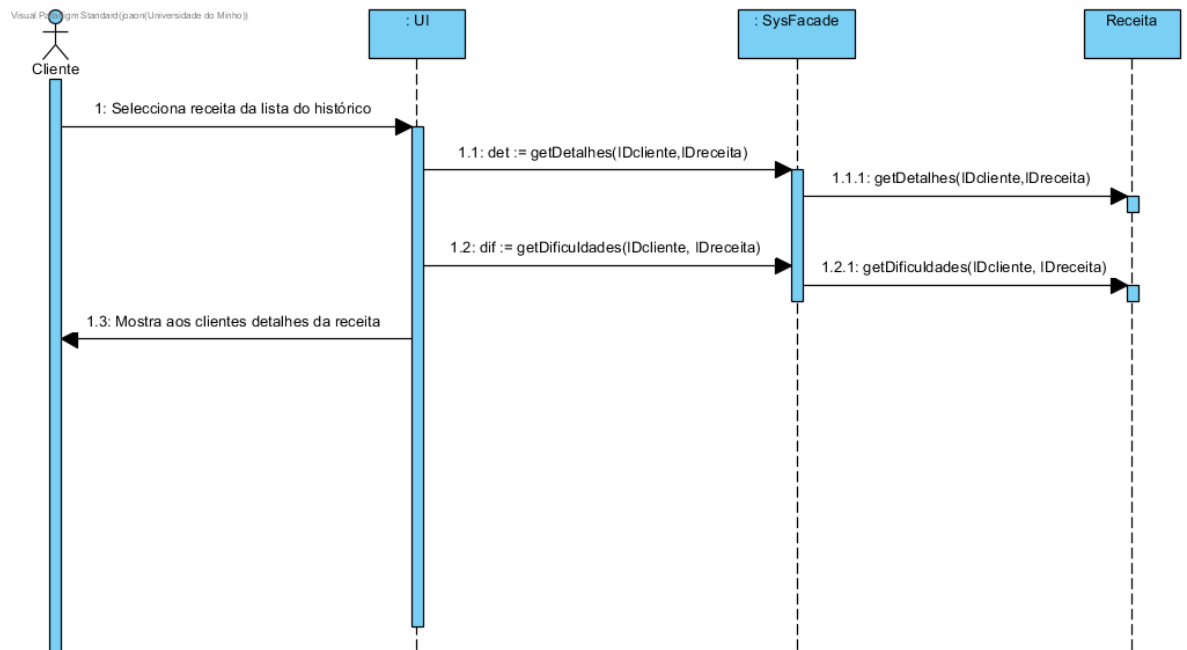 Visual Paradigm Standard(joaon(Universidade do Minho))
: UI
: SysFacade
Receita
Cliente
1: Selecciona receita da lista do histórico
1.1: det := getDetalhes(IDcliente,IDreceita)
1.1.1: getDetalhes(IDcliente,IDreceita)
1.2: dif := getDificuldades(IDcliente, IDreceita)
1.2.1: getDificuldades(IDcliente, IDreceita)
1.3: Mostra aos clientes detalhes da receita